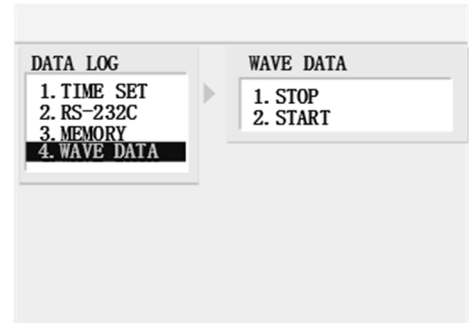 DATA LOG
1. TIME SET
2. RS-232C
3. MEMORY
4. WAVE DATA
WAVE DATA
1. STOP
2. START